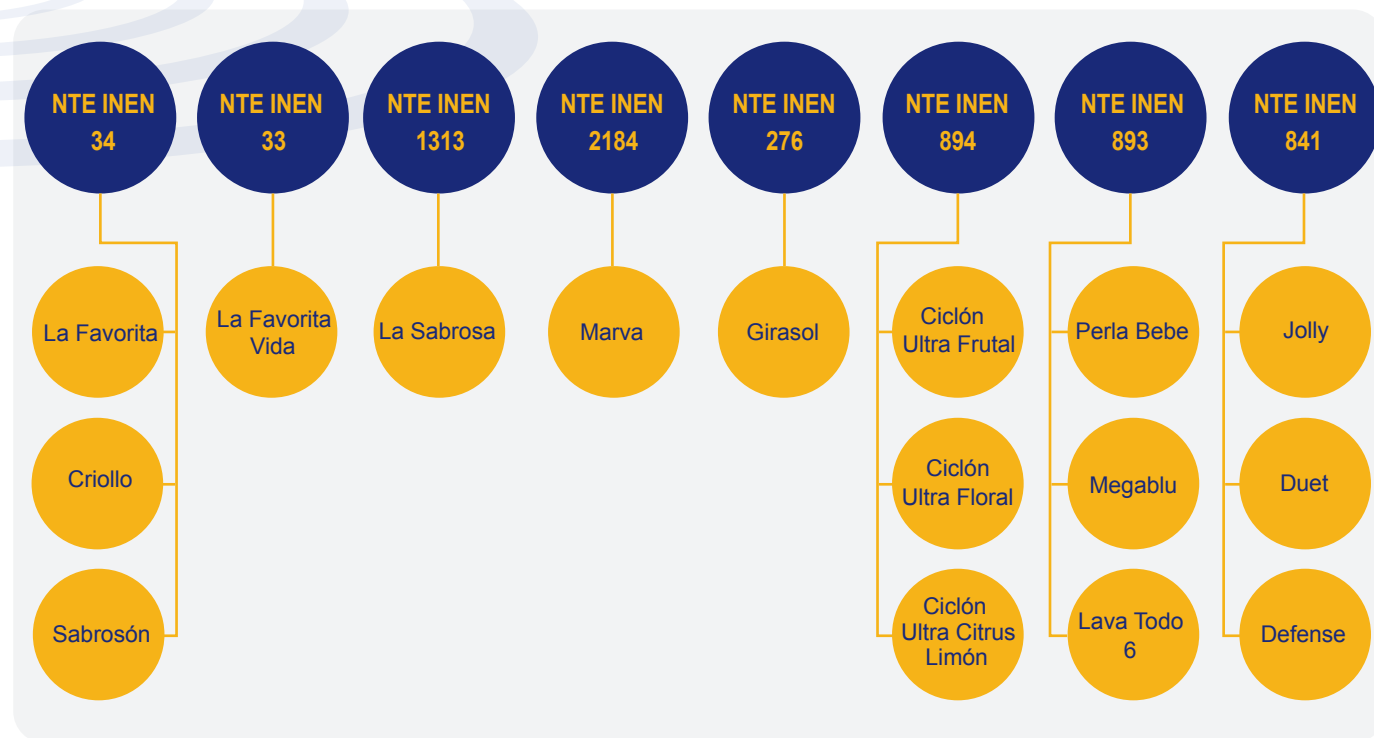 NTE INEN
34
NTE INEN
33
NTE INEN
1313
NTE INEN
2184
NTE INEN
276
NTE INEN
894
NTE INEN
893
NTE INEN
841
La Favorita
La Favorita
Vida
La Sabrosa
Marva
Girasol
Ciclón
Ultra Frutal
Perla Bebe
Jolly
Criollo
Ciclón
Ultra Floral
Megablu
Duet
Sabrosón
Ciclón
Ultra Citrus
Limón
Lava Todo
6
Defense